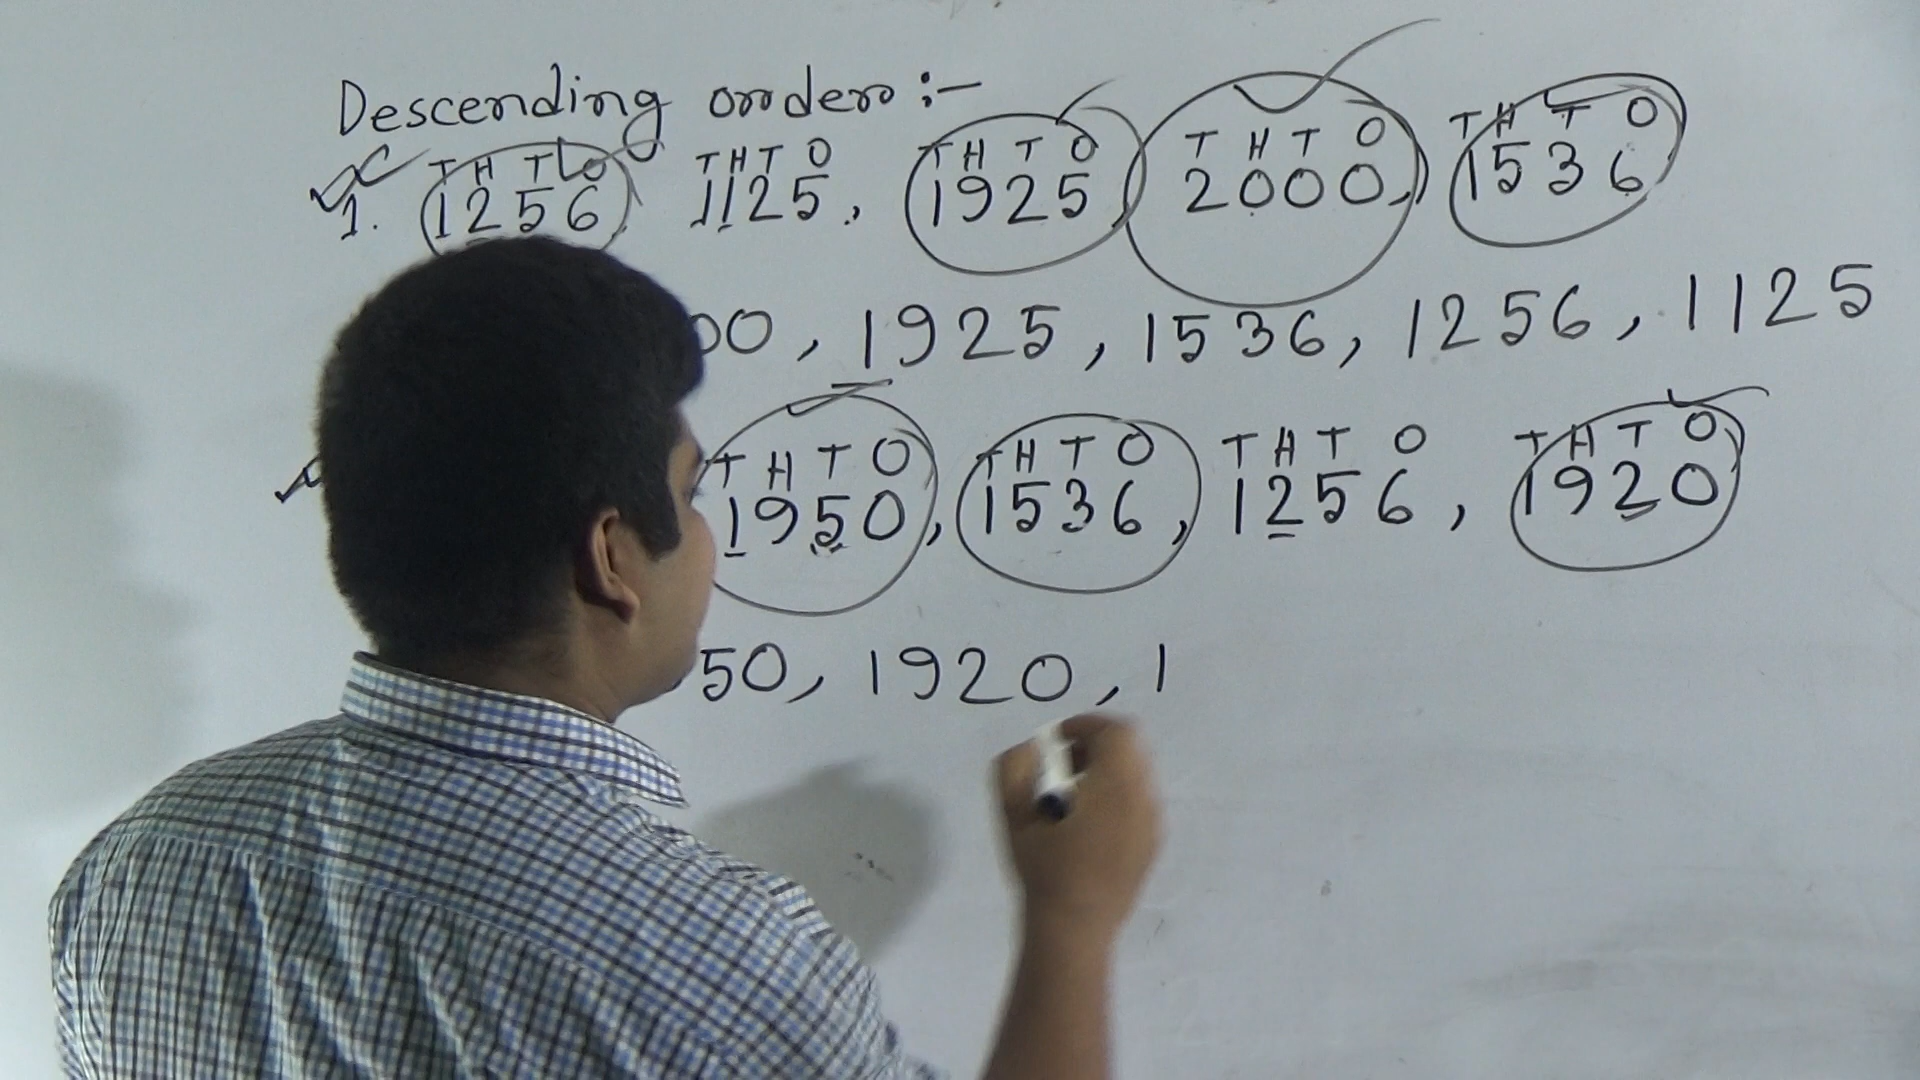 Descending order :-
T H T O T H T O T H T O T H T O T H T O
1. 1256, 1125, 1925, 2000, 1536
00, 1925, 1536, 1256, 1125
T H T O T H T O T H T O T H T O
1950, 1536, 1256, 1920
50, 1920, 1